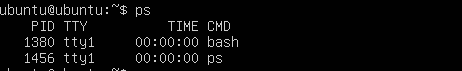 ubuntu@ubuntu:~$ ps
    PID TTY          TIME CMD
   1380 tty1     00:00:00 bash
   1456 tty1     00:00:00 ps